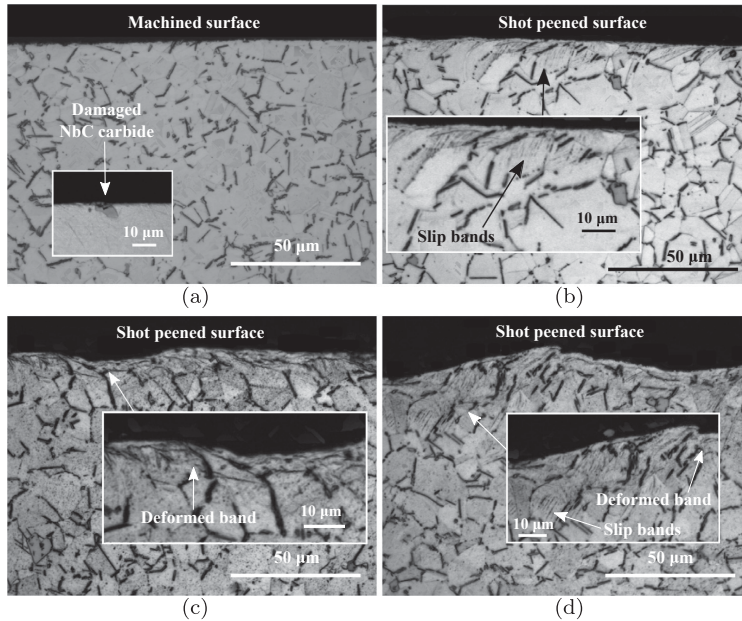 Machined surface
Damaged
NbC carbide
10 μm
50 μm
(a)
Shot peened surface
Slip bands
10 μm
50 μm
(b)
Shot peened surface
Deformed band
10 μm
50 μm
(c)
Shot peened surface
Deformed band
Slip bands
10 μm
50 μm
(d)